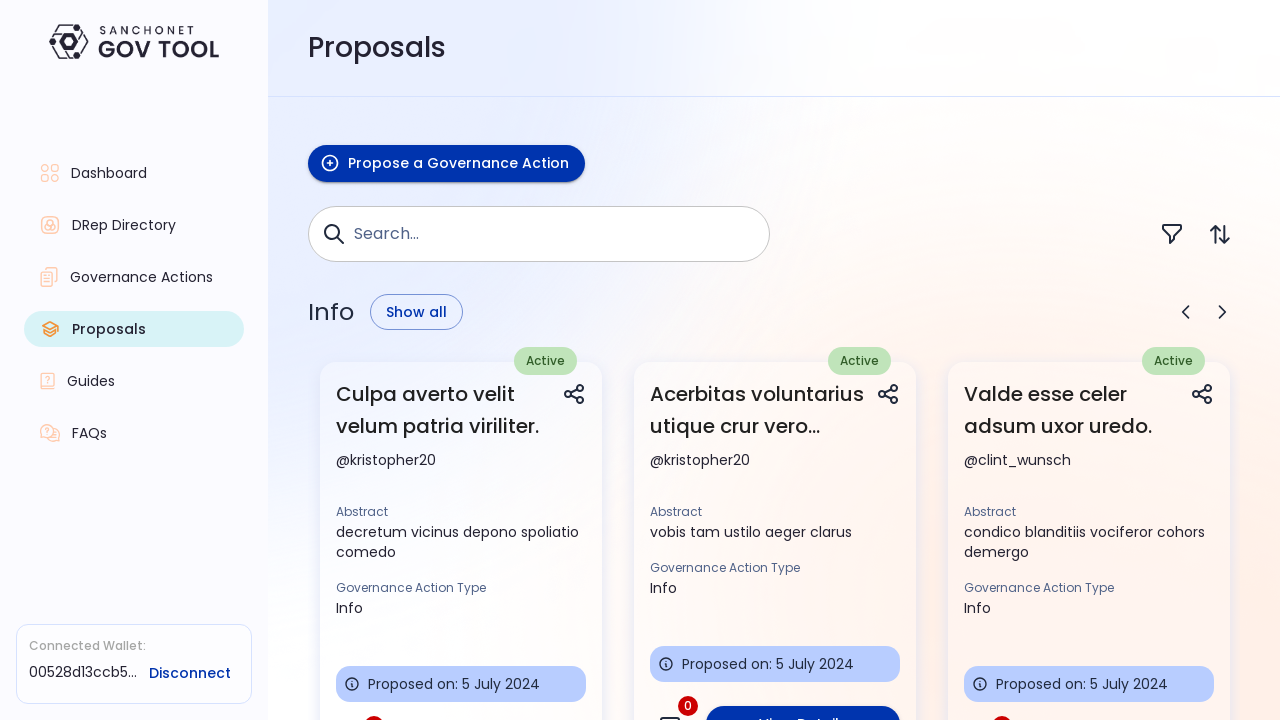 SANCHONET
GOV TOOL
Dashboard
DRep Directory
Governance Actions
Proposals
Guides
FAQs
Connected Wallet:
00528d13ccb5... Disconnect
Proposals
Propose a Governance Action
Search...
Info Show all
Active
Culpa averto velit
velum patria viriliter.
@kristopher20
Abstract
decretum vicinus depono spoliatio
comedo
Governance Action Type
Info
Proposed on: 5 July 2024
Active
Acerbitas voluntarius
utique crur vero...
@kristopher20
Abstract
vobis tam ustilo aeger clarus
Governance Action Type
Info
Proposed on: 5 July 2024
0
View Detail
Active
Valde esse celer
adsum uxor uredo.
@clint_wunsch
Abstract
condico blanditiis vociferor cohors
demergo
Governance Action Type
Info
Proposed on: 5 July 2024